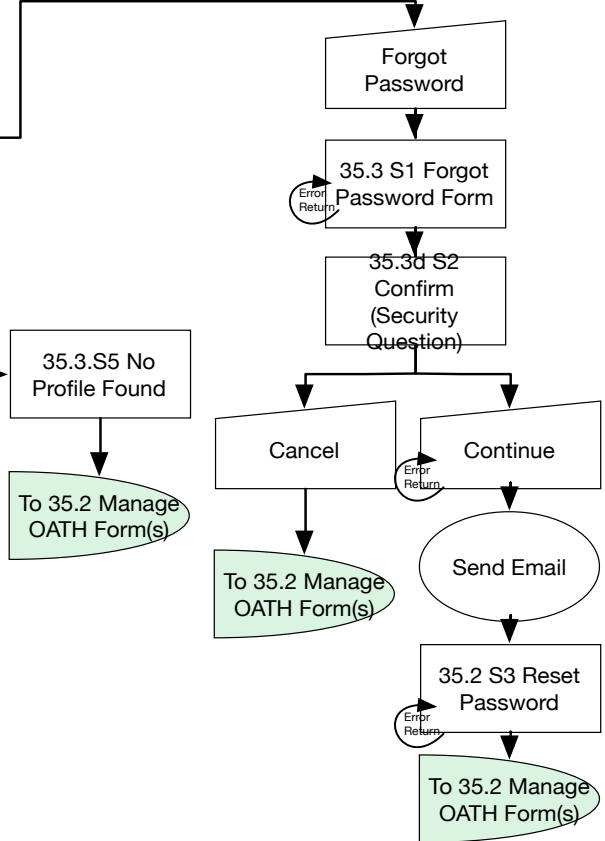 Forgot
Password
35.3 S1 Forgot
Password Form
Error
Return
35.3d S2
Confirm
(Security
Question)
35.3.S5 No
Profile Found
Cancel
Continue
Error
Return
To 35.2 Manage
OATH Form(s)
To 35.2 Manage
OATH Form(s)
Send Email
35.2 S3 Reset
Password
Error
Return
To 35.2 Manage
OATH Form(s)